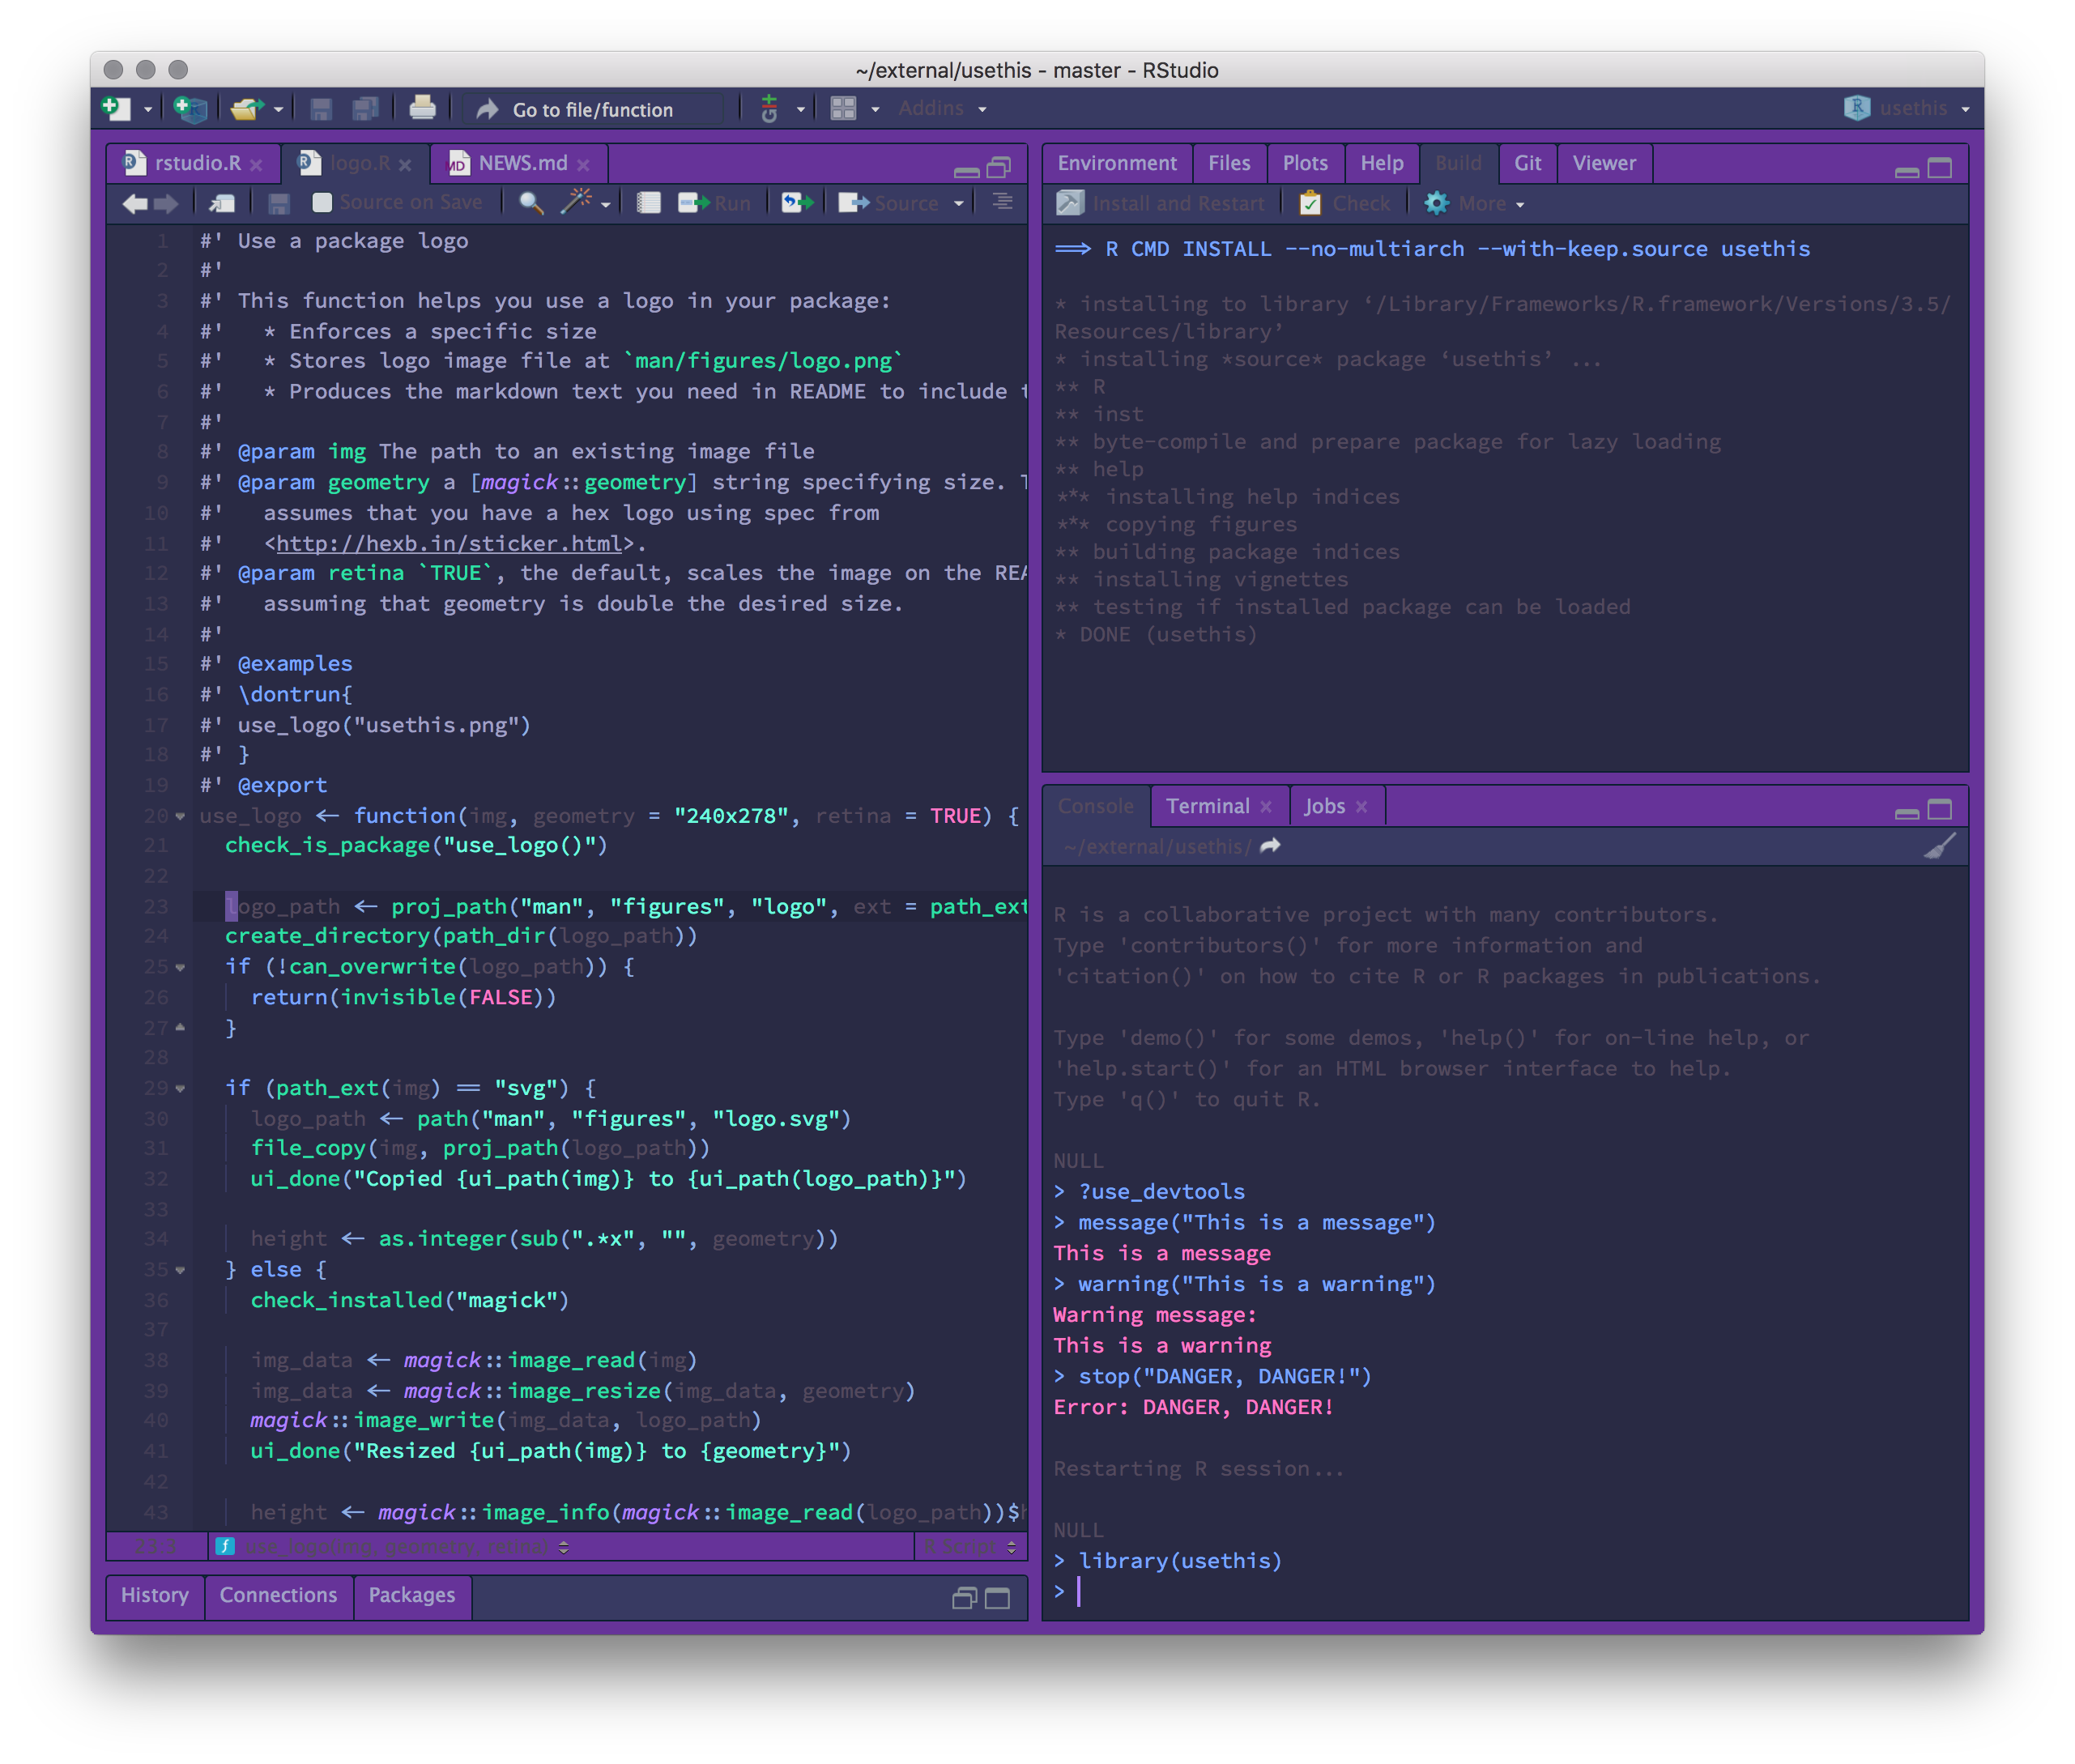 ~/external/usethis - master - RStudio
Go to file/function
Addins
usethis
rstudio.R
logo.R
NEWS.md
Source on Save
Run
Source
1 #' Use a package logo
2 #'
3 #' This function helps you use a logo in your package:
4 #'   * Enforces a specific size
5 #'   * Stores logo image file at `man/figures/logo.png`
6 #'   * Produces the markdown text you need in README to include
7 #'
8 #' @param img The path to an existing image file
9 #' @param geometry a [magick::geometry] string specifying size.
10 #'   assumes that you have a hex logo using spec from
11 #'   <http://hexb.in/sticker.html>.
12 #' @param retina `TRUE`, the default, scales the image on the REA
13 #'   assuming that geometry is double the desired size.
14 #'
15 #' @examples
16 #' \dontrun{
17 #' use_logo("usethis.png")
18 #' }
19 #' @export
20 use_logo <- function(img, geometry = "240x278", retina = TRUE) {
21   check_is_package("use_logo()")
22
23   logo_path <- proj_path("man", "figures", "logo", ext = path_ext
24   create_directory(path_dir(logo_path))
25   if (!can_overwrite(logo_path)) {
26     return(invisible(FALSE))
27   }
28
29   if (path_ext(img) == "svg") {
30     logo_path <- path("man", "figures", "logo.svg")
31     file_copy(img, proj_path(logo_path))
32     ui_done("Copied {ui_path(img)} to {ui_path(logo_path)}")
33
34     height <- as.integer(sub(".*x", "", geometry))
35   } else {
36     check_installed("magick")
37
38     img_data <- magick::image_read(img)
39     img_data <- magick::image_resize(img_data, geometry)
40     magick::image_write(img_data, logo_path)
41     ui_done("Resized {ui_path(img)} to {geometry}")
42
43     height <- magick::image_info(magick::image_read(logo_path))$h
23:3
use_logo(img, geometry, retina)
R Script
History
Connections
Packages
Environment
Files
Plots
Help
Build
Git
Viewer
Install and Restart
Check
More
==> R CMD INSTALL --no-multiarch --with-keep.source usethis
* installing to library ‘/Library/Frameworks/R.framework/Versions/3.5/
Resources/library’
* installing *source* package ‘usethis’ ...
** R
** inst
** byte-compile and prepare package for lazy loading
** help
*** installing help indices
*** copying figures
** building package indices
** installing vignettes
** testing if installed package can be loaded
* DONE (usethis)
Console
Terminal
Jobs
~/external/usethis/
R is a collaborative project with many contributors.
Type 'contributors()' for more information and
'citation()' on how to cite R or R packages in publications.
Type 'demo()' for some demos, 'help()' for on-line help, or
'help.start()' for an HTML browser interface to help.
Type 'q()' to quit R.
NULL
> ?use_devtools
> message("This is a message")
This is a message
> warning("This is a warning")
Warning message:
This is a warning
> stop("DANGER, DANGER!")
Error: DANGER, DANGER!
Restarting R session...
NULL
> library(usethis)
>